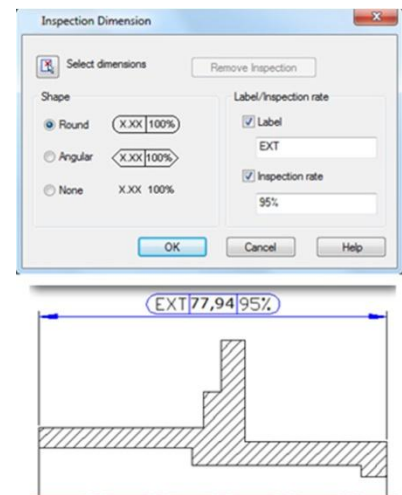 Inspection Dimension
Select dimensions
Remove Inspection
Shape
Label/Inspection rate
Round
X.XX 100%
Label
EXT
Angular
X.XX 100%
Inspection rate
None
X.XX 100%
95%
OK
Cancel
Help
EXT 77,94 95%